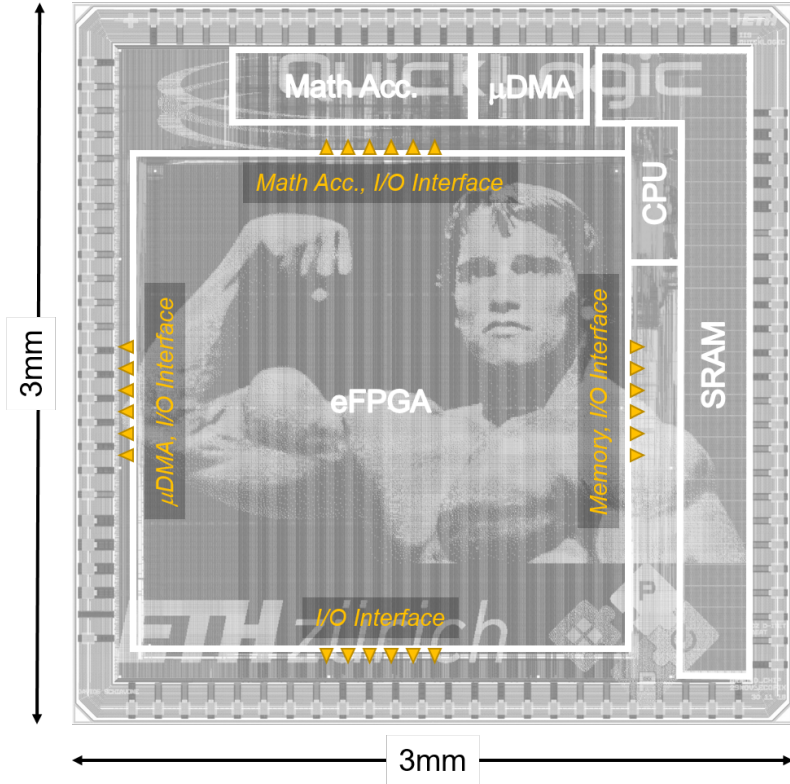 QuickLogic
Math Acc.
μDMA
Math Acc., I/O Interface
CPU
3mm
μDMA, I/O Interface
eFPGA
Memory, I/O Interface
SRAM
I/O Interface
ETH zürich
P
3mm